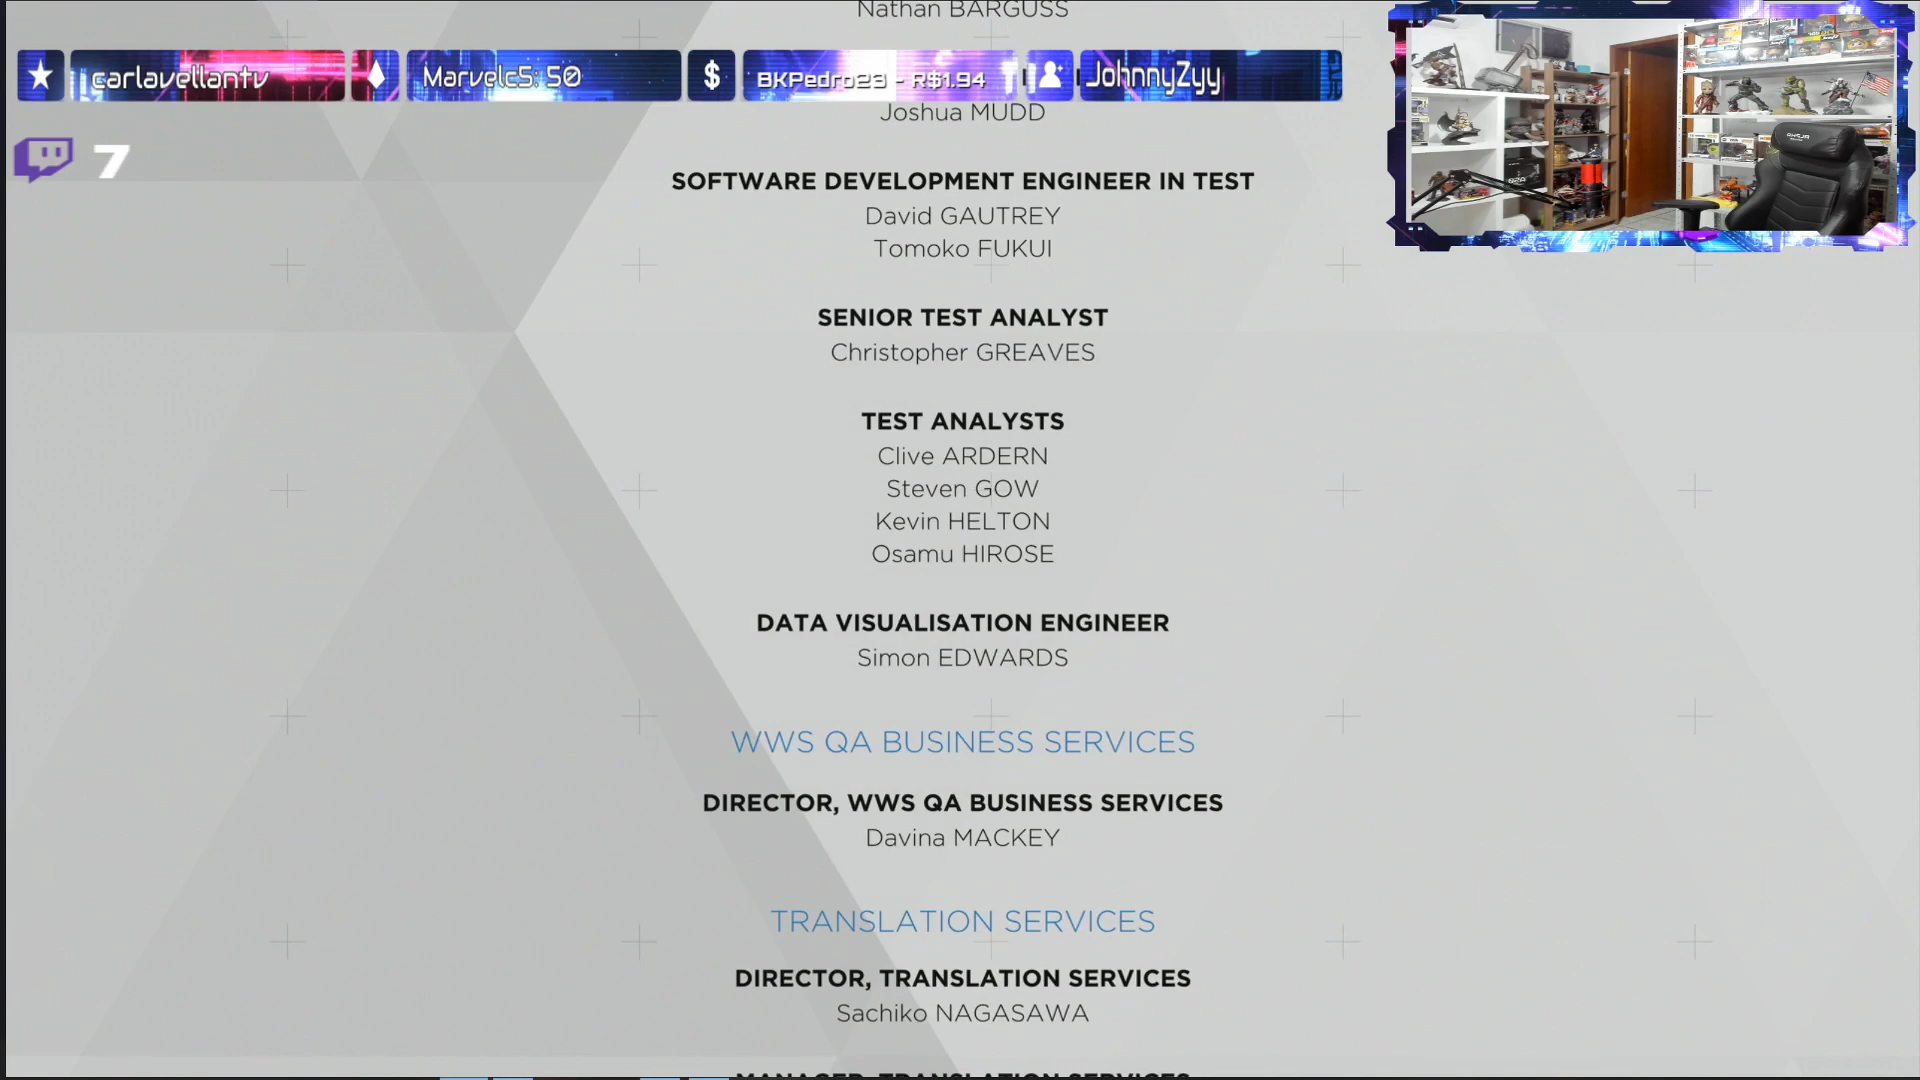 Nathan BARGUSS
carlavellantv
Marvelc5: 50
$
BKPedro23 - R$1.94
JohnnyZyy
Joshua MUDD
7
SOFTWARE DEVELOPMENT ENGINEER IN TEST
David GAUTREY
Tomoko FUKUI
SENIOR TEST ANALYST
Christopher GREAVES
TEST ANALYSTS
Clive ARDERN
Steven GOW
Kevin HELTON
Osamu HIROSE
DATA VISUALISATION ENGINEER
Simon EDWARDS
WWS QA BUSINESS SERVICES
DIRECTOR, WWS QA BUSINESS SERVICES
Davina MACKEY
TRANSLATION SERVICES
DIRECTOR, TRANSLATION SERVICES
Sachiko NAGASAWA
MANAGER, TRANSLATION SERVICES